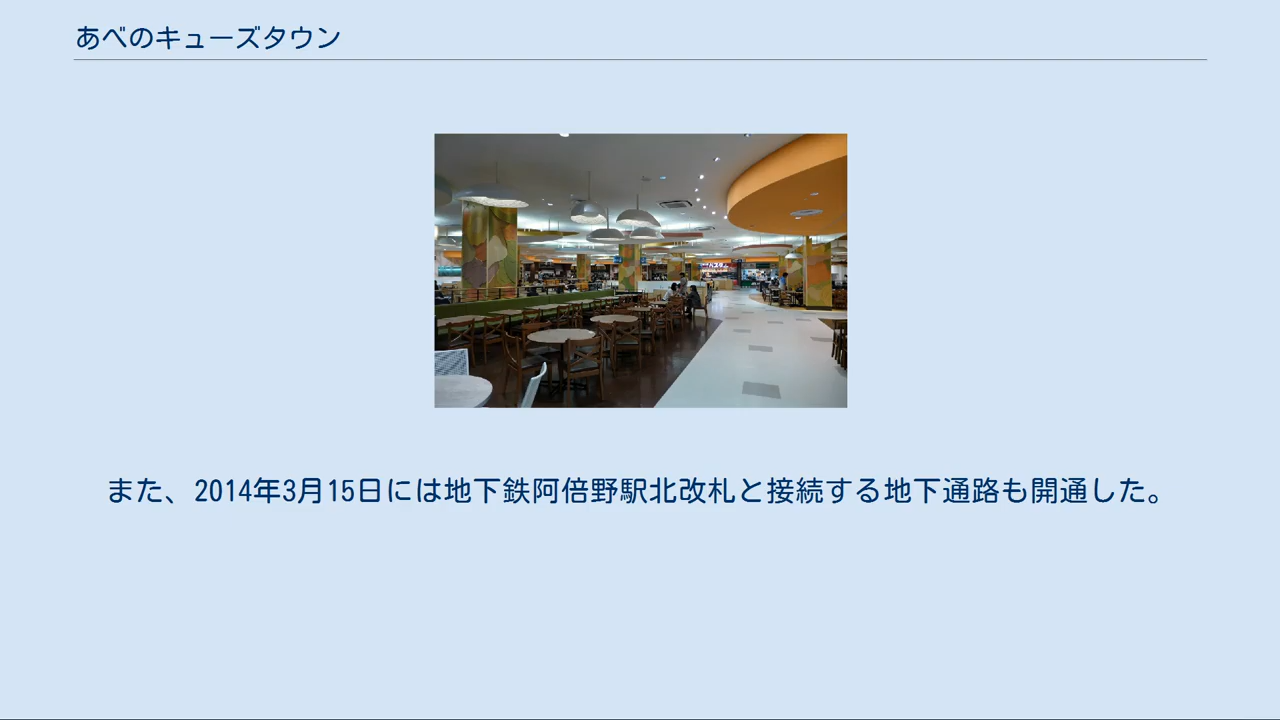 あべのキューズタウン
また、2014年3月15日には地下鉄阿倍野駅北改札と接続する地下通路も開通した。